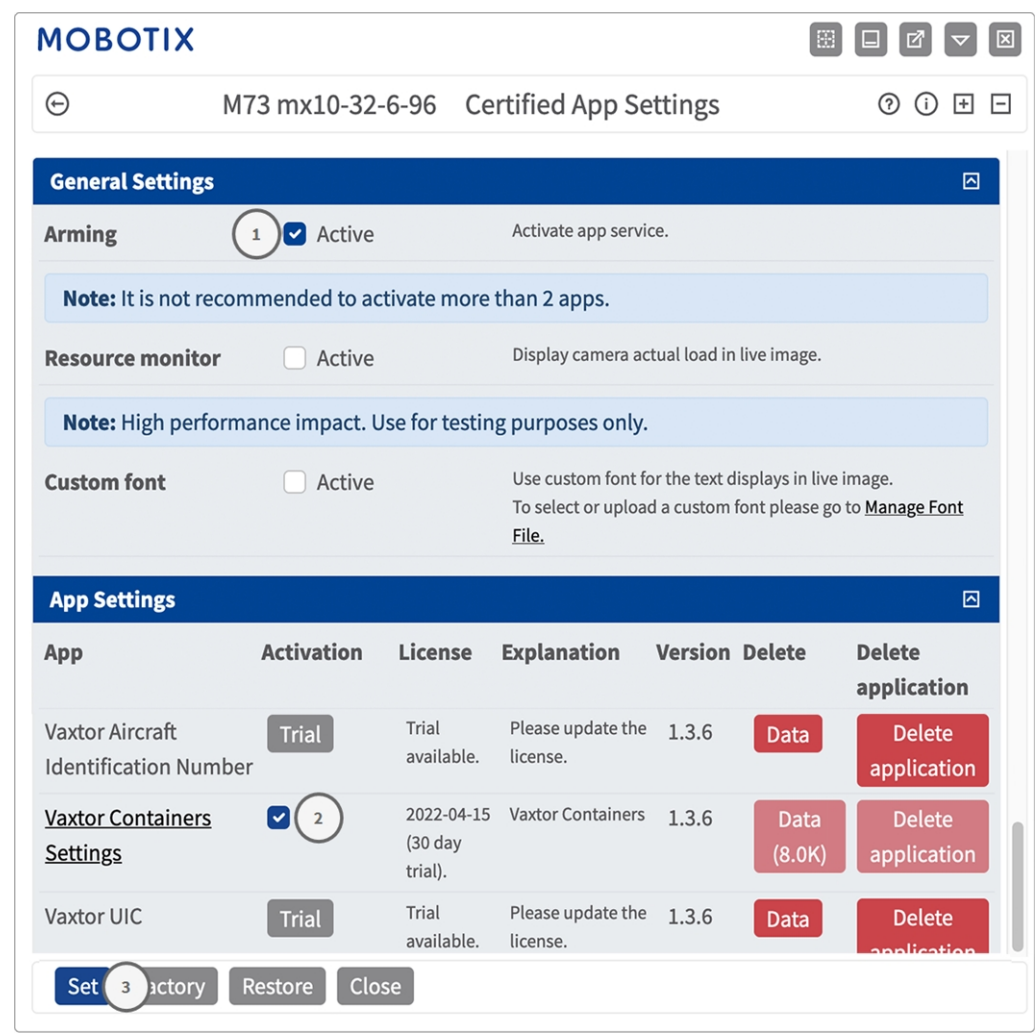 MOBOTIX
M73 mx10-32-6-96 Certified App Settings
General Settings
Arming 1 Active Activate app service.
Note: It is not recommended to activate more than 2 apps.
Resource monitor Active Display camera actual load in live image.
Note: High performance impact. Use for testing purposes only.
Custom font Active Use custom font for the text displays in live image.
To select or upload a custom font please go to Manage Font
File.
App Settings
App Activation License Explanation Version Delete Delete
application
Vaxtor Aircraft Trial Trial Please update the 1.3.6 Data Delete
Identification Number available. license. application
Vaxtor Containers 2 2022-04-15 Vaxtor Containers 1.3.6 Data Delete
Settings (30 day (8.0K) application
trial).
Vaxtor UIC Trial Trial Please update the 1.3.6 Data Delete
available. license. application
Set 3 actory Restore Close